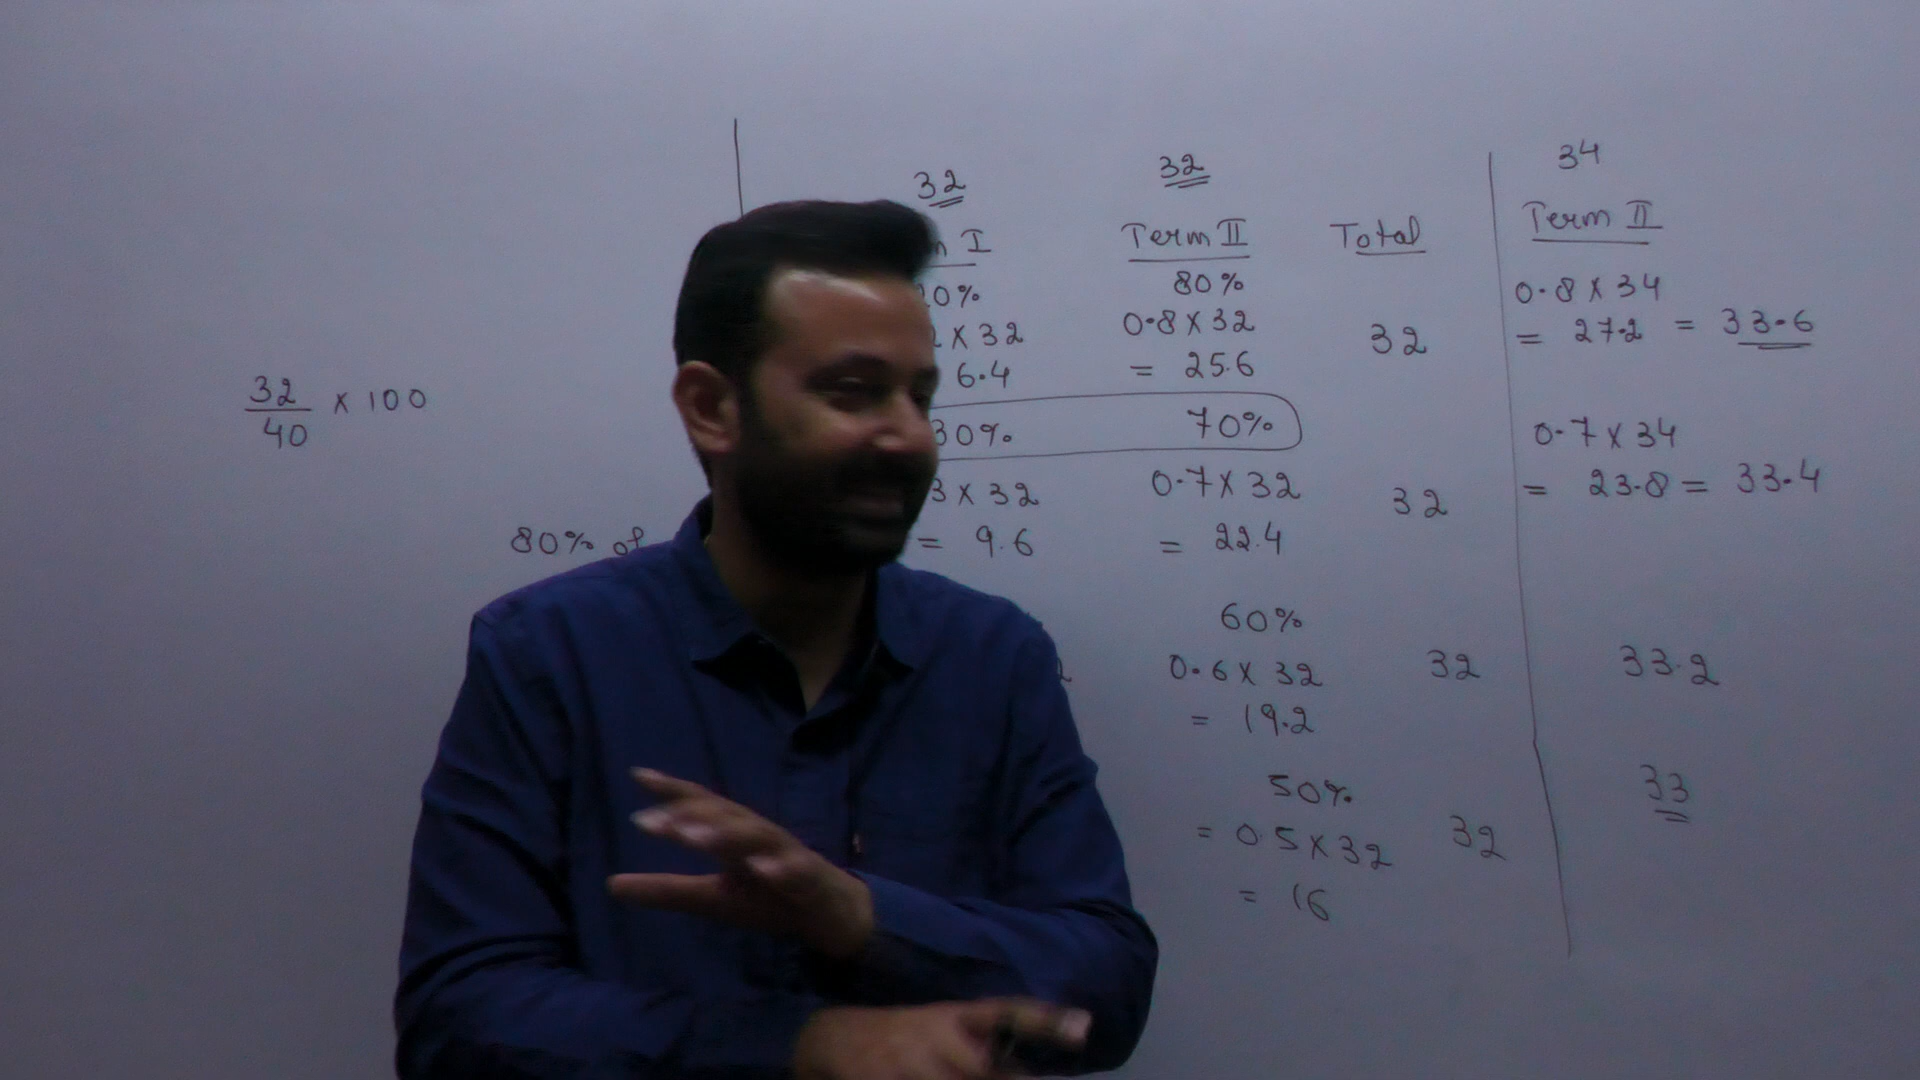 32 32 34
I Term II Total Term II
0% 80% 0.8 x 34
x 32 0.8 x 32 32 = 27.2 = 33.6
6.4 = 25.6
32/40 x 100
30% 70% 0.7 x 34
3 x 32 0.7 x 32 32 = 23.8 = 33.4
80% of = 9.6 = 22.4
60%
0.6 x 32 32 33.2
= 19.2
50% 33
= 0.5 x 32 32
= 16